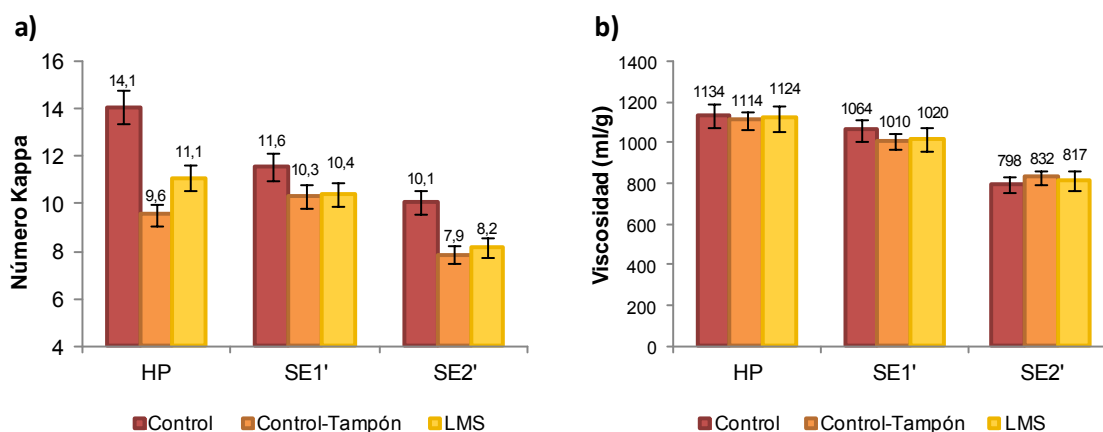 a)
Número Kappa
16
14
12
10
8
6
4
14,1
9,6
11,1
11,6
10,3
10,4
10,1
7,9
8,2
HP
SE1'
SE2'
Control
Control-Tampón
LMS
b)
Viscosidad (ml/g)
1400
1200
1000
800
600
400
200
0
1134
1114
1124
1064
1010
1020
798
832
817
HP
SE1'
SE2'
Control
Control-Tampón
LMS